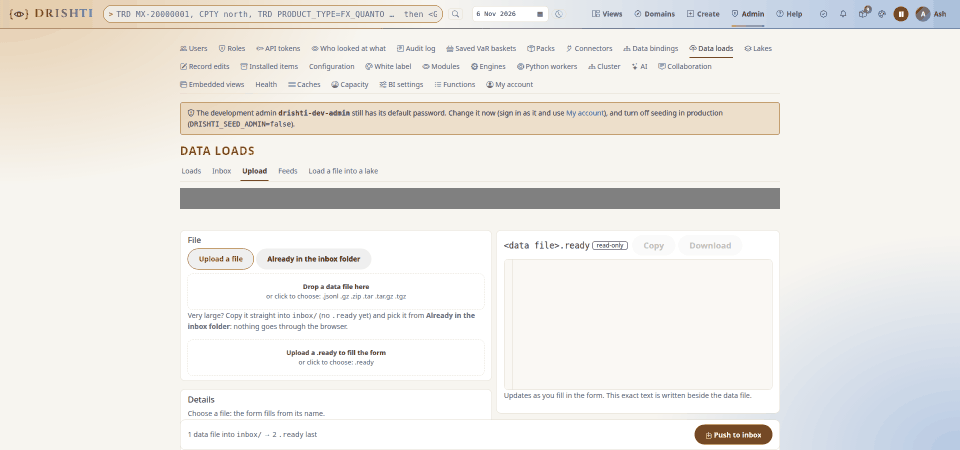 {<o>} DRISHTI
> TRD MX-20000001, CPTY north, TRD PRODUCT_TYPE=FX_QUANTO … then <G
6 Nov 2026
Views
Domains
Create
Admin
Help
4
A
Ash
Users
Roles
API tokens
Who looked at what
Audit log
Saved VaR baskets
Packs
Connectors
Data bindings
Data loads
Lakes
Record edits
Installed items
Configuration
White label
Modules
Engines
Python workers
Cluster
AI
Collaboration
Embedded views
Health
Caches
Capacity
BI settings
Functions
My account
The development admin drishti-dev-admin still has its default password. Change it now (sign in as it and use My account), and turn off seeding in production
(DRISHTI_SEED_ADMIN=false).
DATA LOADS
Loads
Inbox
Upload
Feeds
Load a file into a lake
File
Upload a file
Already in the inbox folder
Drop a data file here
or click to choose: .jsonl .gz .zip .tar .tar.gz .tgz
Very large? Copy it straight into inbox/ (no .ready yet) and pick it from Already in the
inbox folder: nothing goes through the browser.
Upload a .ready to fill the form
or click to choose: .ready
Details
Choose a file: the form fills from its name.
<data file>.ready
read-only
Copy
Download
Updates as you fill in the form. This exact text is written beside the data file.
1 data file into inbox/ → 2 .ready last
Push to inbox